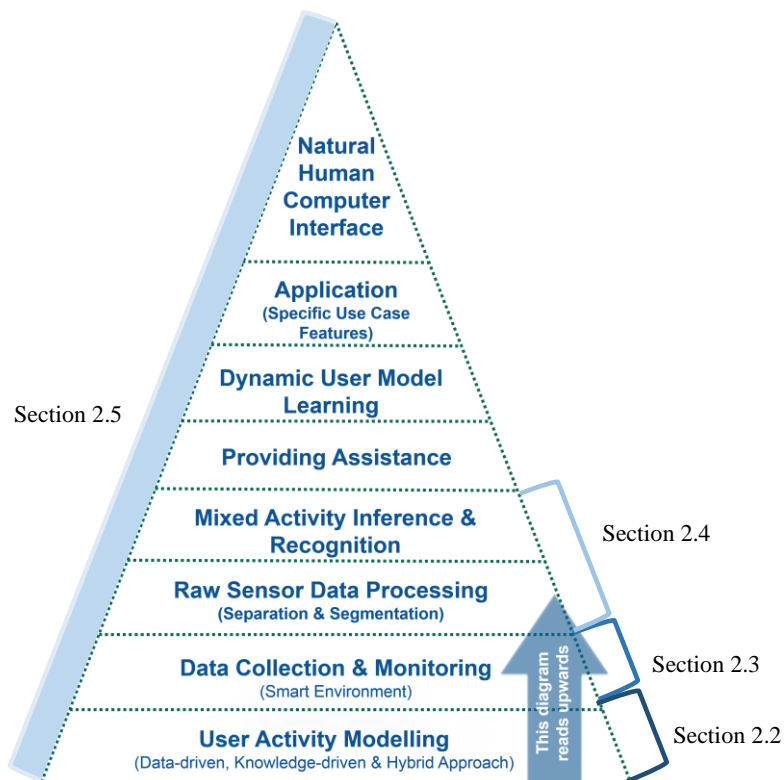 Natural
Human
Computer
Interface
Application
(Specific Use Case
Features)
Dynamic User Model
Learning
Section 2.5
Providing Assistance
Mixed Activity Inference &
Recognition
Section 2.4
Raw Sensor Data Processing
(Separation & Segmentation)
Data Collection & Monitoring
(Smart Environment)
Section 2.3
This diagram
reads upwards
User Activity Modelling
(Data-driven, Knowledge-driven & Hybrid Approach)
Section 2.2